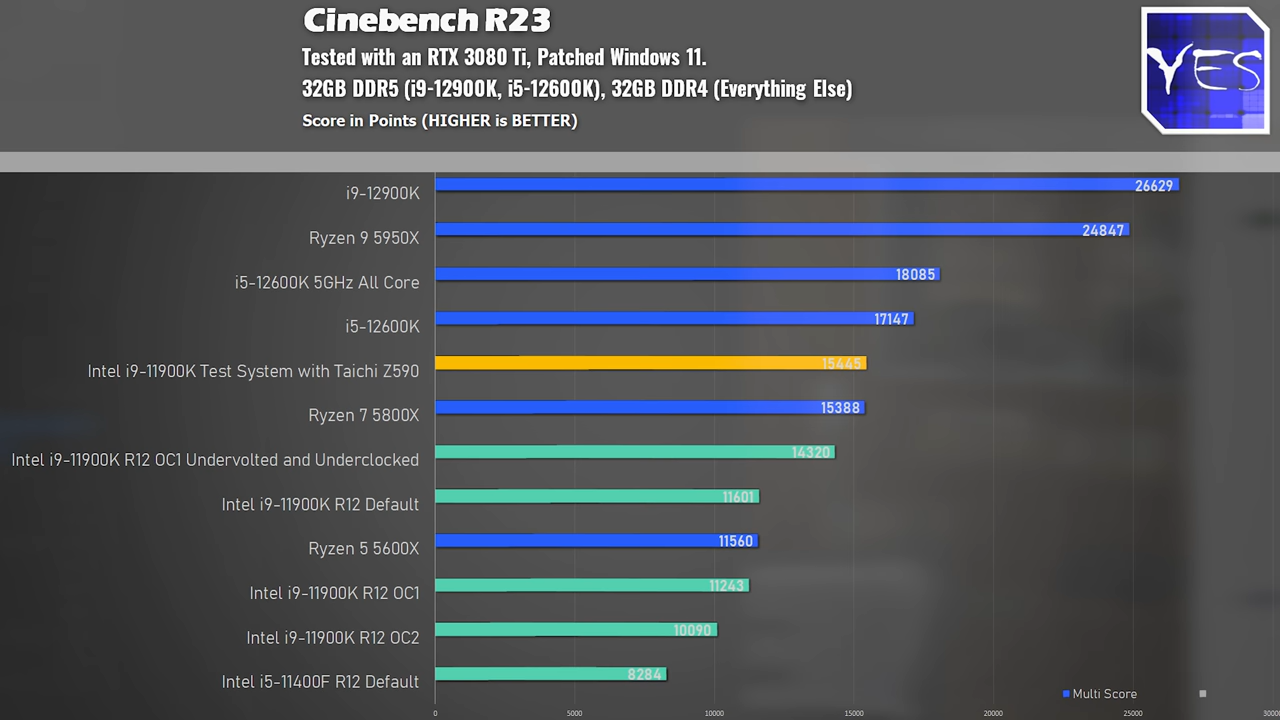 Cinebench R23
Tested with an RTX 3080 Ti, Patched Windows 11.
32GB DDR5 (i9-12900K, i5-12600K), 32GB DDR4 (Everything Else)
Score in Points (HIGHER is BETTER)
YES
i9-12900K 26629
Ryzen 9 5950X 24847
i5-12600K 5GHz All Core 18085
i5-12600K 17147
Intel i9-11900K Test System with Taichi Z590 15445
Ryzen 7 5800X 15388
Intel i9-11900K R12 OC1 Undervolted and Underclocked 14320
Intel i9-11900K R12 Default 11601
Ryzen 5 5600X 11560
Intel i9-11900K R12 OC1 11243
Intel i9-11900K R12 OC2 10090
Intel i5-11400F R12 Default 8284
Multi Score
0 5000 10000 15000 20000 25000 30000